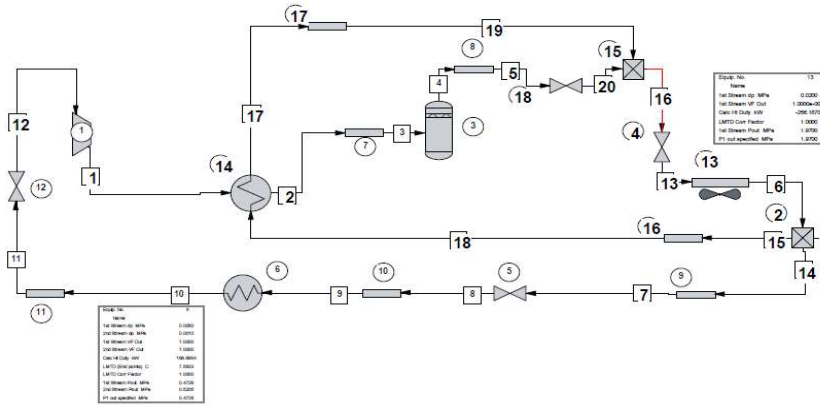 17
19
8
15
4
5
18
20
16
12
1
17
14
3
3
7
4
13
13
6
2
12
1
2
18
16
15
14
11
6
5
9
10
9
10
8
7
11
Equip. No. 13
Name
1st Stream dp MPa 0.0200
1st Stream VF Out
Calc Ht Duty kW
LMTD Corr Factor 1.0000
1st Stream Pout MPa 1.9700
P1 out specified MPa 1.9700
Equip. No. 6
Name
1st Stream dp MPa
2nd Stream dp MPa
1st Stream VF Out
2nd Stream VF Out
Calc Ht Duty kW
LMTD (End points) C
LMTD Corr Factor 1.0000
1st Stream Pout MPa
2nd Stream Pout MPa
P1 out specified MPa